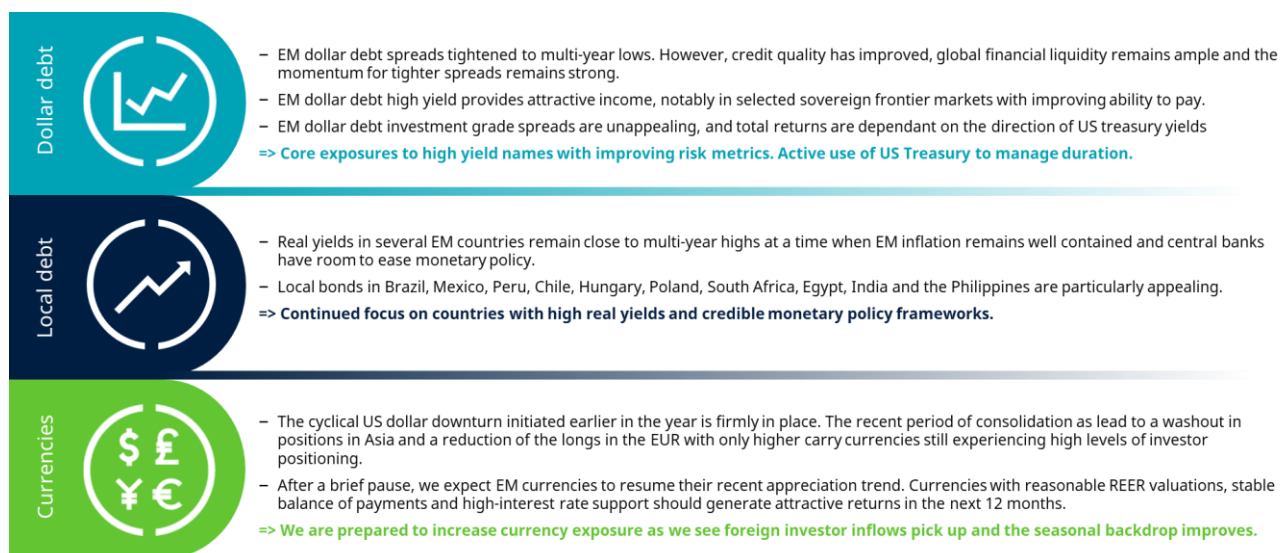 Dollar debt
– EM dollar debt spreads tightened to multi-year lows. However, credit quality has improved, global financial liquidity remains ample and the
momentum for tighter spreads remains strong.
– EM dollar debt high yield provides attractive income, notably in selected sovereign frontier markets with improving ability to pay.
– EM dollar debt investment grade spreads are unappealing, and total returns are dependant on the direction of US treasury yields
=> Core exposures to high yield names with improving risk metrics. Active use of US Treasury to manage duration.
Local debt
– Real yields in several EM countries remain close to multi-year highs at a time when EM inflation remains well contained and central banks
have room to ease monetary policy.
– Local bonds in Brazil, Mexico, Peru, Chile, Hungary, Poland, South Africa, Egypt, India and the Philippines are particularly appealing.
=> Continued focus on countries with high real yields and credible monetary policy frameworks.
Currencies
$ £
¥ €
– The cyclical US dollar downturn initiated earlier in the year is firmly in place. The recent period of consolidation as lead to a washout in
positions in Asia and a reduction of the longs in the EUR with only higher carry currencies still experiencing high levels of investor
positioning.
– After a brief pause, we expect EM currencies to resume their recent appreciation trend. Currencies with reasonable REER valuations, stable
balance of payments and high-interest rate support should generate attractive returns in the next 12 months.
=> We are prepared to increase currency exposure as we see foreign investor inflows pick up and the seasonal backdrop improves.